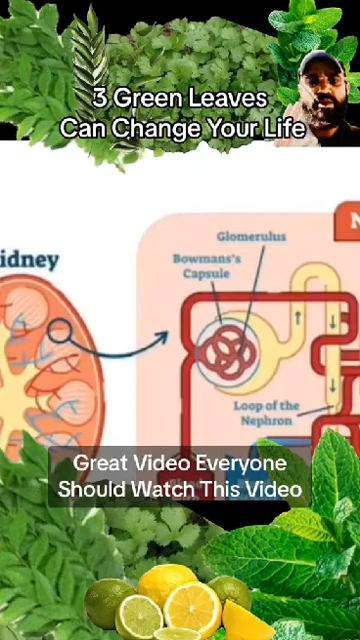 3 Green Leaves
Can Change Your Life
idney
N
Glomerulus
Bowmans's
Capsule
Loop of the
Nephron
Great Video Everyone
Should Watch This Video